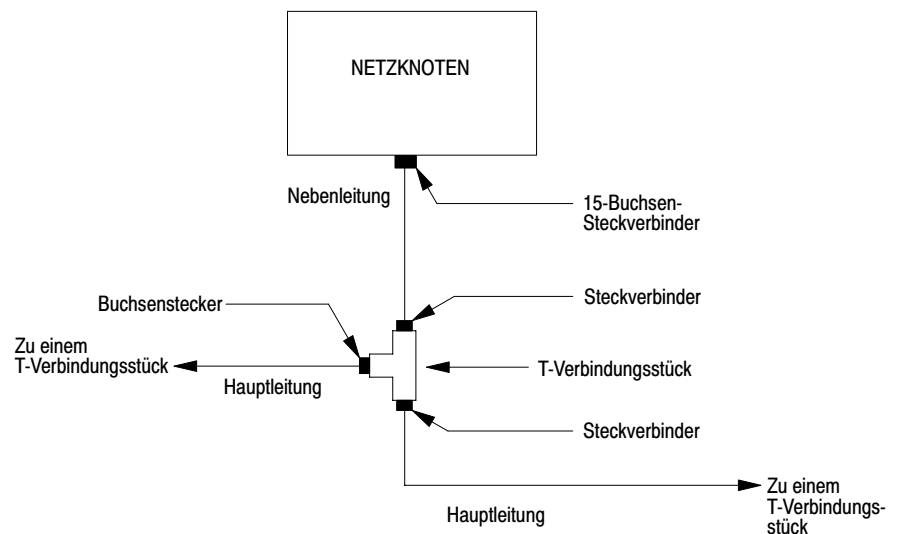 NETZKNOTEN
Nebenleitung
15-Buchsen-
Steckverbinder
Buchsenstecker
Steckverbinder
Zu einem
T-Verbindungsstück
Hauptleitung
T-Verbindungsstück
Steckverbinder
Hauptleitung
Zu einem
T-Verbindungs-
stück